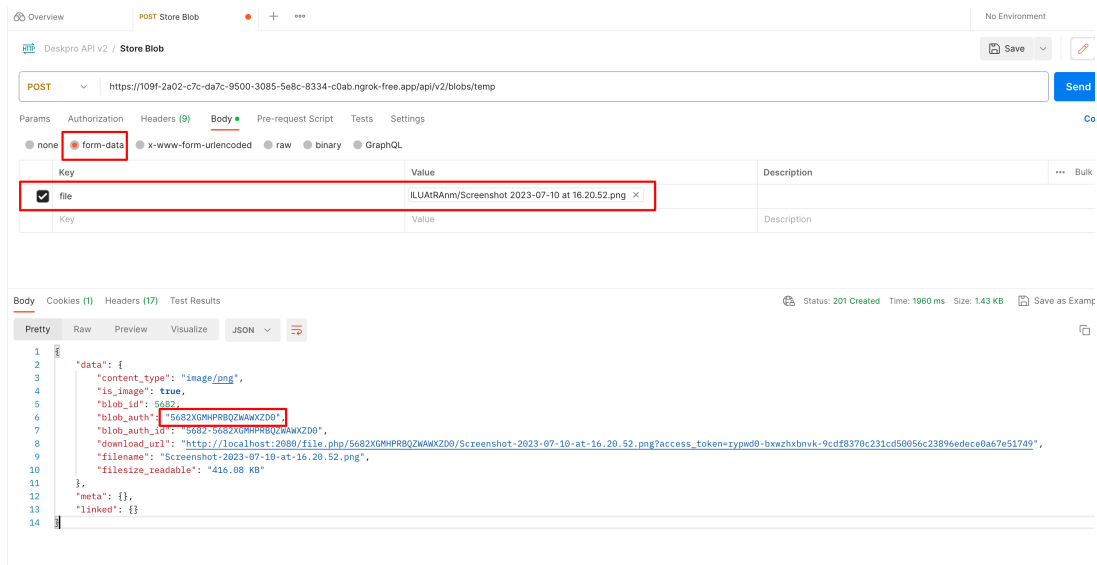 Overview POST Store Blob No Environment
HTTP Deskpro API v2 / Store Blob Save
POST https://109f-2a02-c7c-da7c-9500-3085-5e8c-8334-c0ab.ngrok-free.app/api/v2/blobs/temp Send
Params Authorization Headers (9) Body Pre-request Script Tests Settings Co
none form-data x-www-form-urlencoded raw binary GraphQL
Key Value Description Bulk
file lLUAtRAnm/Screenshot 2023-07-10 at 16.20.52.png
Key Value Description
Body Cookies (1) Headers (17) Test Results Status: 201 Created Time: 1960 ms Size: 1.43 KB Save as Examp
Pretty Raw Preview Visualize JSON
1 {
2 "data": {
3 "content_type": "image/png",
4 "is_image": true,
5 "blob_id": 5682,
6 "blob_auth": "5682XGMHPRBQZWAWXZD0",
7 "blob_auth_id": "5682-5682XGMHPRBQZWAWXZD0",
8 "download_url": "http://localhost:2080/file.php/5682XGMHPRBQZWAWXZD0/Screenshot-2023-07-10-at-16.20.52.png?access_token=rypwd0-bxwzhxbnvk-9cdf8370c231cd50056c23896edece0a67e51749",
9 "filename": "Screenshot-2023-07-10-at-16.20.52.png",
10 "filesize_readable": "416.08 KB"
11 },
12 "meta": {},
13 "linked": {}
14 }